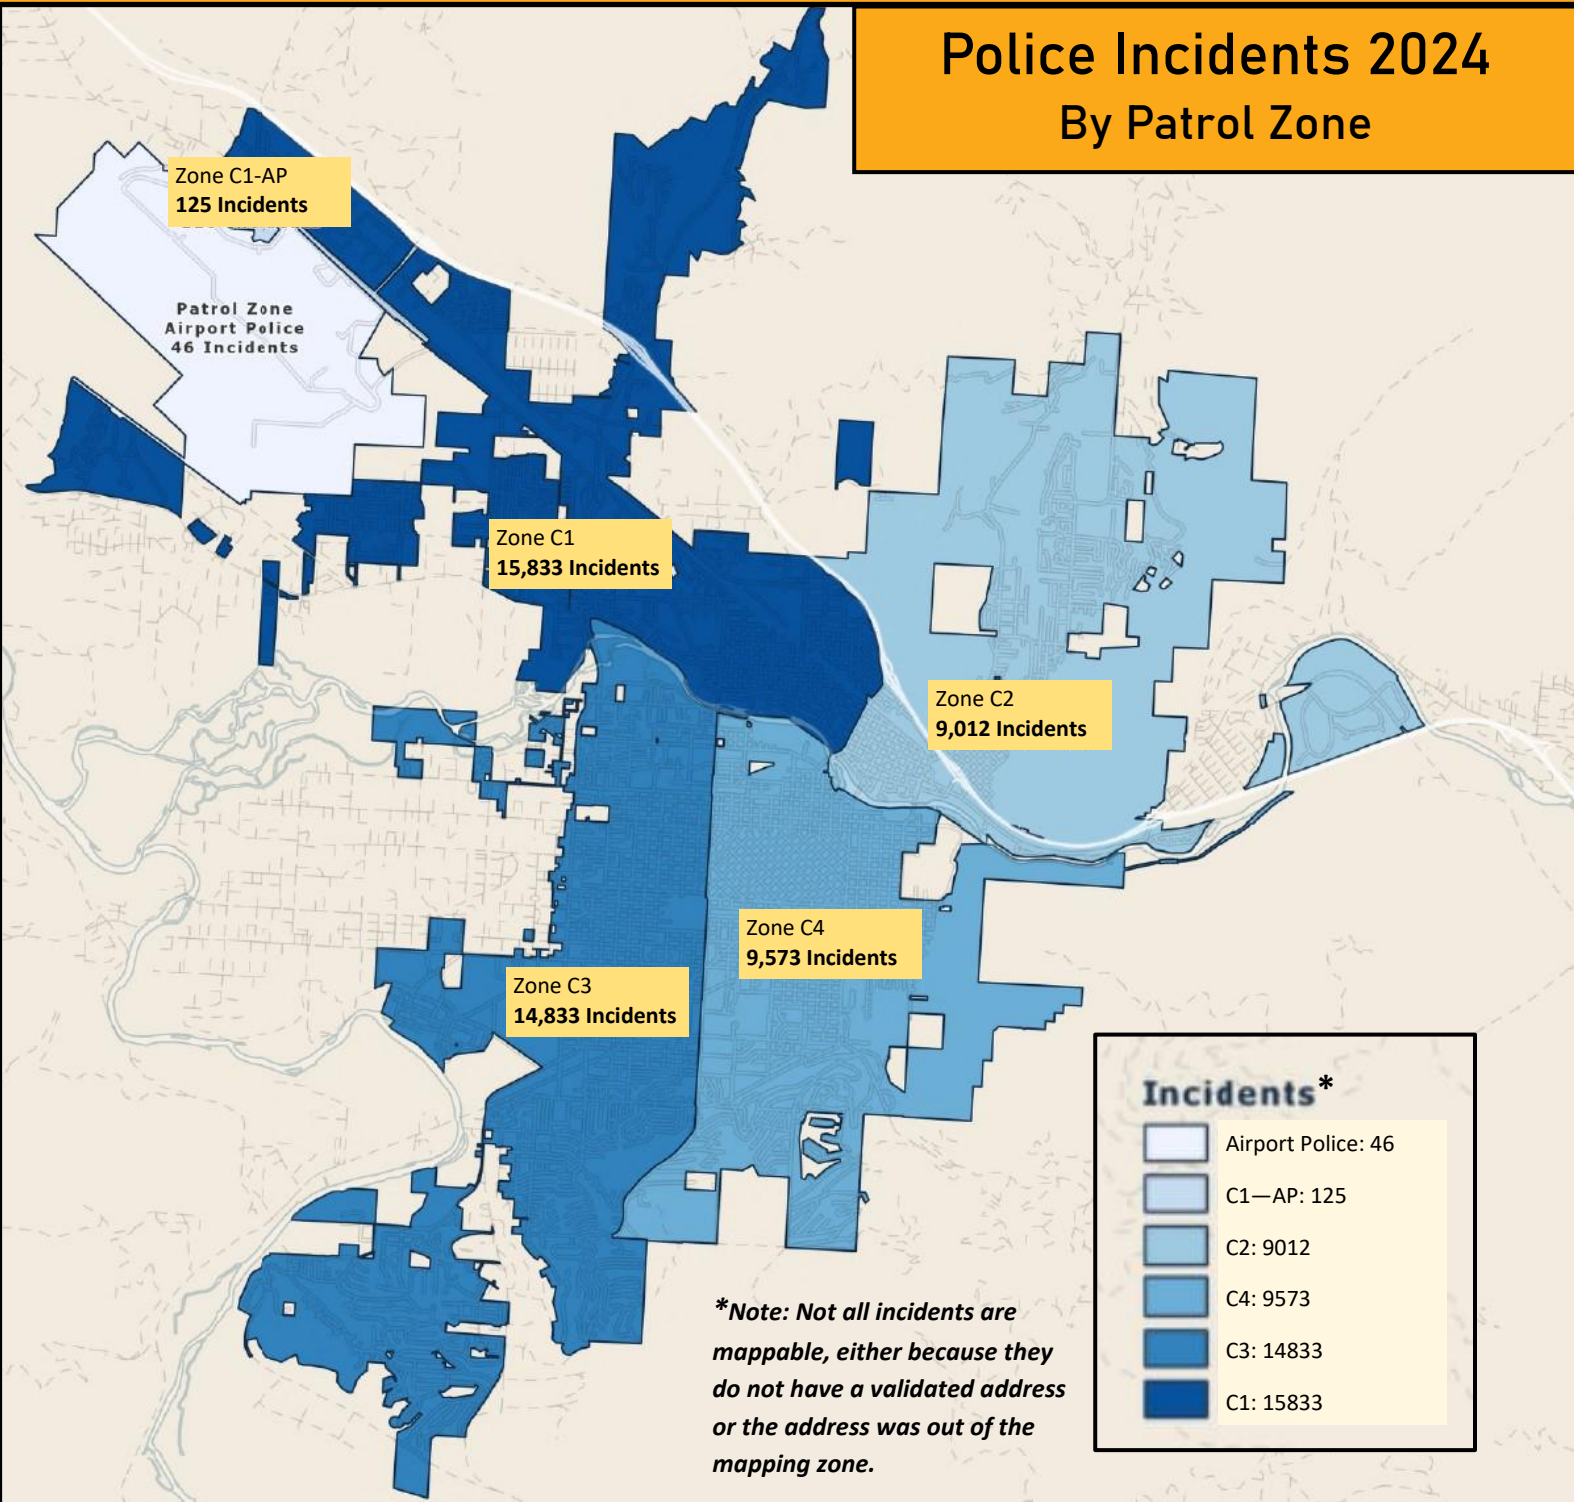 Police Incidents 2024
By Patrol Zone
Zone C1-AP
125 Incidents
Patrol Zone
Airport Police
46 Incidents
Zone C1
15,833 Incidents
Zone C2
9,012 Incidents
Zone C4
9,573 Incidents
Zone C3
14,833 Incidents
Incidents*
Airport Police: 46
C1—AP: 125
C2: 9012
C4: 9573
C3: 14833
C1: 15833
*Note: Not all incidents are
mappable, either because they
do not have a validated address
or the address was out of the
mapping zone.